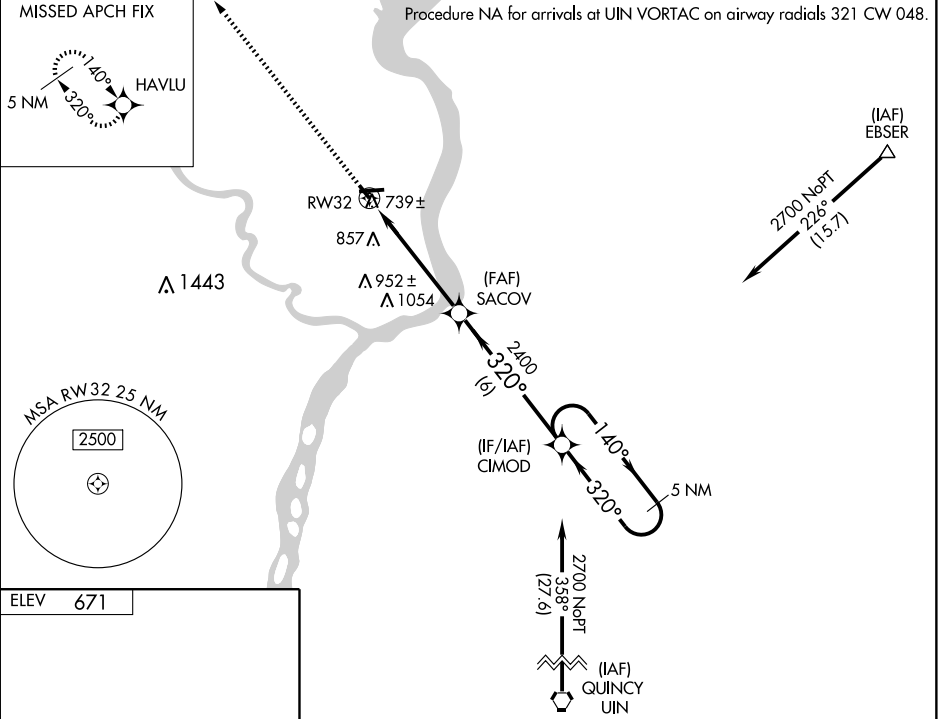 MISSED APCH FIX
140°
HAVLU
5 NM
320°
Procedure NA for arrivals at UIN VORTAC on airway radials 321 CW 048.
(IAF)
EBSER
2700 NoPT
226°
(15.7)
RW32
739±
857
952±
1054
1443
(FAF)
SACOV
2400
320°
(6)
MSA RW32 25 NM
2500
(IF/IAF)
CIMOD
140°
320°
5 NM
2700 NoPT
358°
(27.6)
(IAF)
QUINCY
UIN
ELEV 671